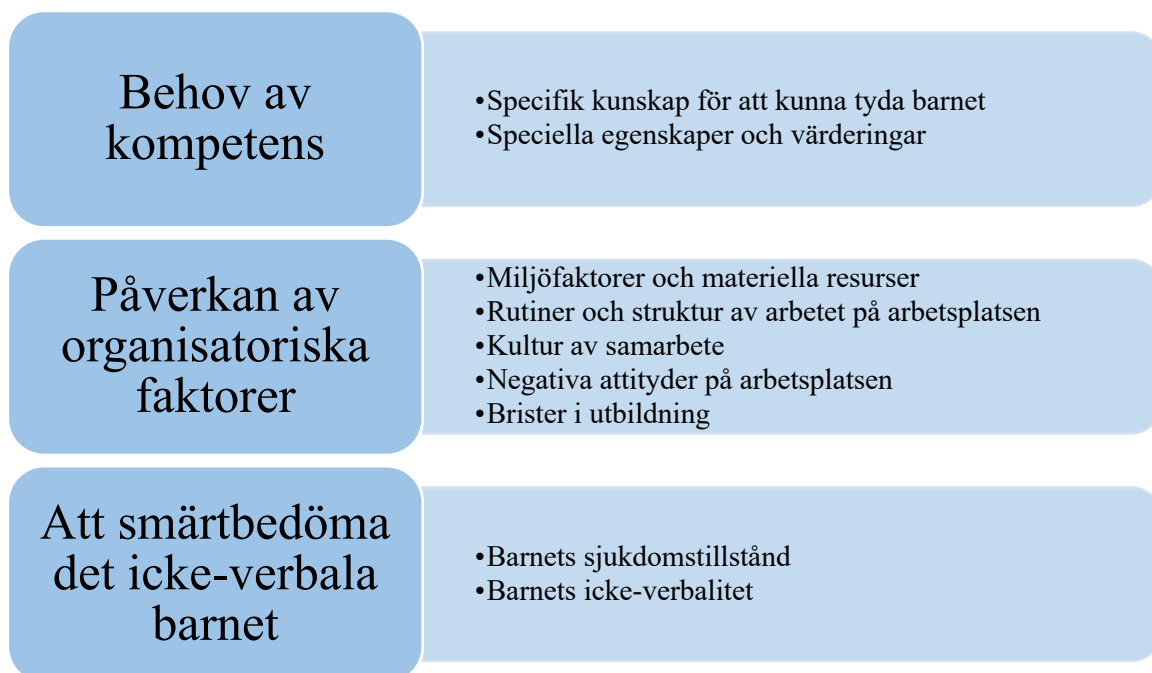 Behov av
kompetens
•Specifik kunskap för att kunna tyda barnet
•Speciella egenskaper och värderingar
Påverkan av
organisatoriska
faktorer
•Miljöfaktorer och materiella resurser
•Rutiner och struktur av arbetet på arbetsplatsen
•Kultur av samarbete
•Negativa attityder på arbetsplatsen
•Brister i utbildning
Att smärtbedöma
det icke-verbala
barnet
•Barnets sjukdomstillstånd
•Barnets icke-verbalitet